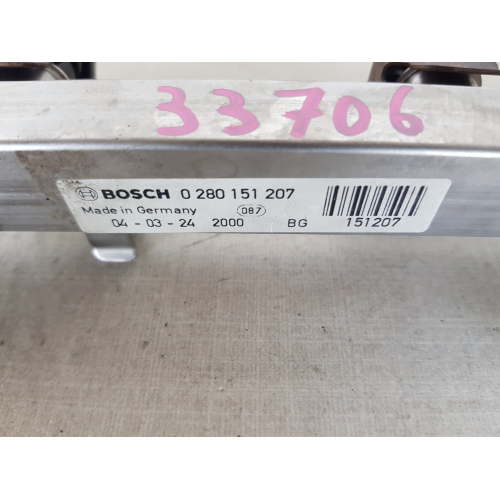 33706
BOSCH 0 280 151 207
Made in Germany 087
04 - 03 - 24 2000 BG 151207